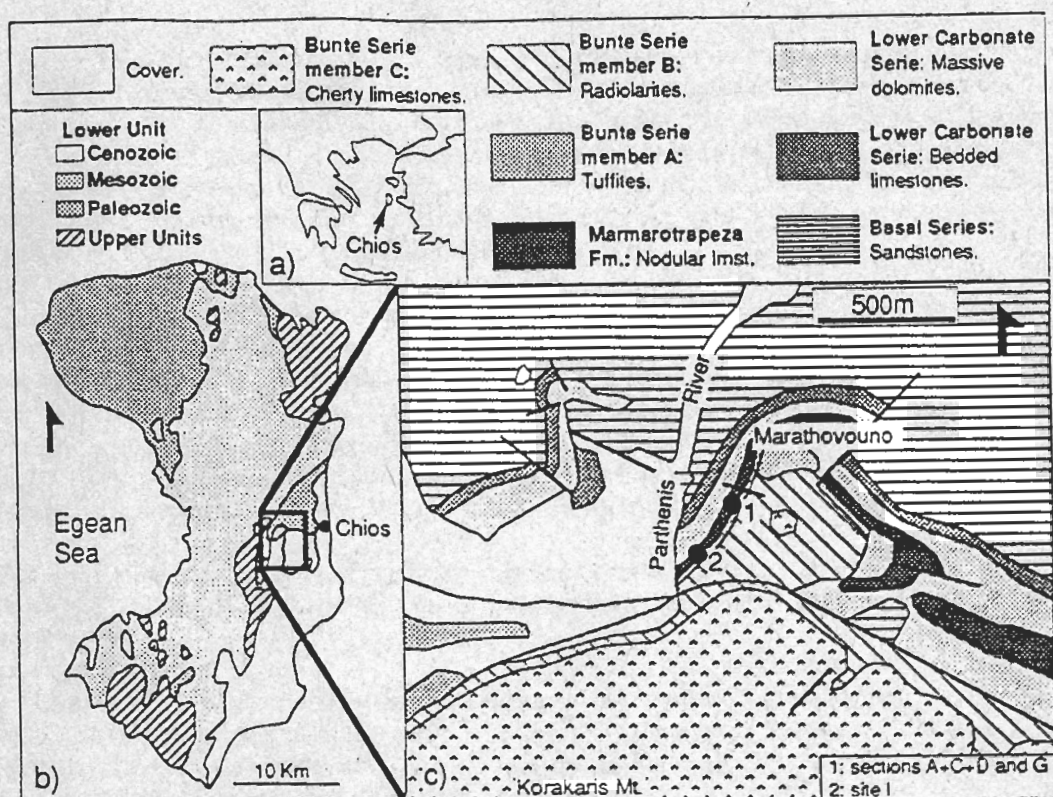 Cover.
Bunte Serie
member C:
Cherty limestones.
Bunte Serie
member B:
Radiolarites.
Lower Carbonate
Serie: Massive
dolomites.
Bunte Serie
member A:
Tuffites.
Lower Carbonate
Serie: Bedded
limestones.
Marmarotrapeza
Fm.: Nodular lmst.
Basal Series:
Sandstones.
Lower Unit
Cenozoic
Mesozoic
Paleozoic
Upper Units
Chios
a)
Egean
Sea
Chios
b)
10 Km
500m
River
Parthenis
Marathovouno
1
2
c)
Korakaris Mt.
1: sections A+C+D and G
2: site I